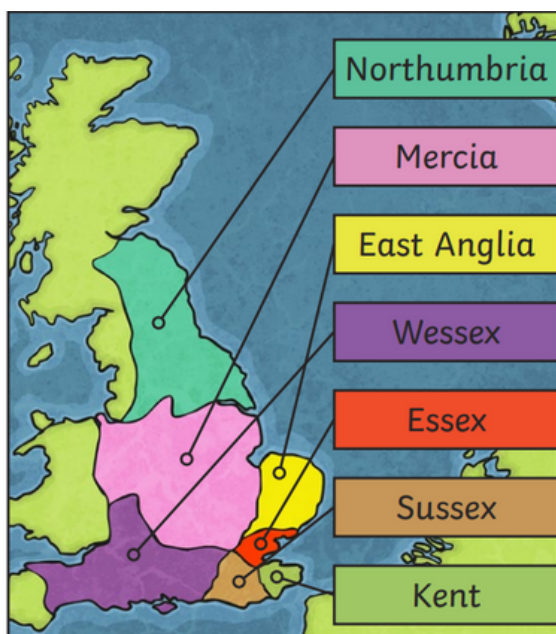 Northumbria
Mercia
East Anglia
Wessex
Essex
Sussex
Kent